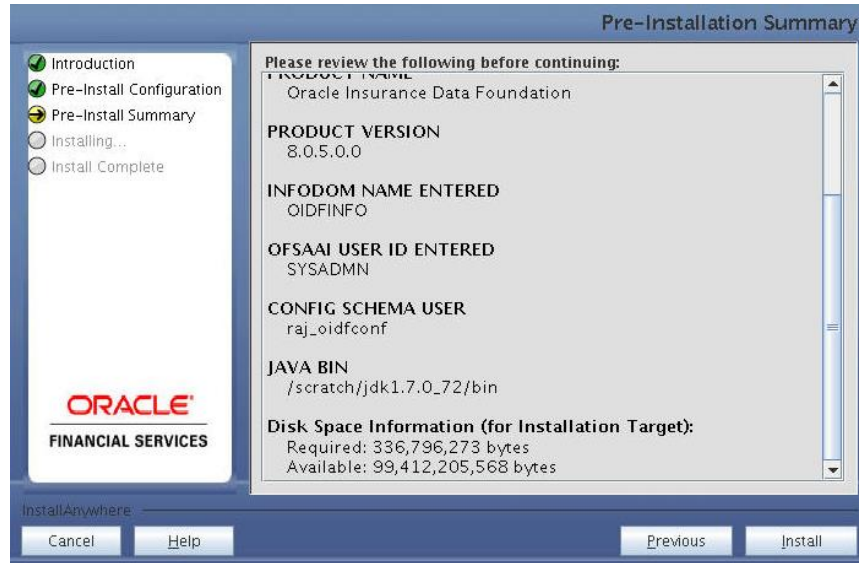 Pre-Installation Summary
Introduction
Pre-Install Configuration
Pre-Install Summary
Installing...
Install Complete
ORACLE
FINANCIAL SERVICES
Please review the following before continuing:
PRODUCT NAME
Oracle Insurance Data Foundation
PRODUCT VERSION
8.0.5.0.0
INFODOM NAME ENTERED
OIDFINFO
OFSAAI USER ID ENTERED
SYSADMN
CONFIG SCHEMA USER
raj_oidfconf
JAVA BIN
/scratch/jdk1.7.0_72/bin
Disk Space Information (for Installation Target):
Required: 336,796,273 bytes
Available: 99,412,205,568 bytes
InstallAnywhere
Cancel Help Previous Install